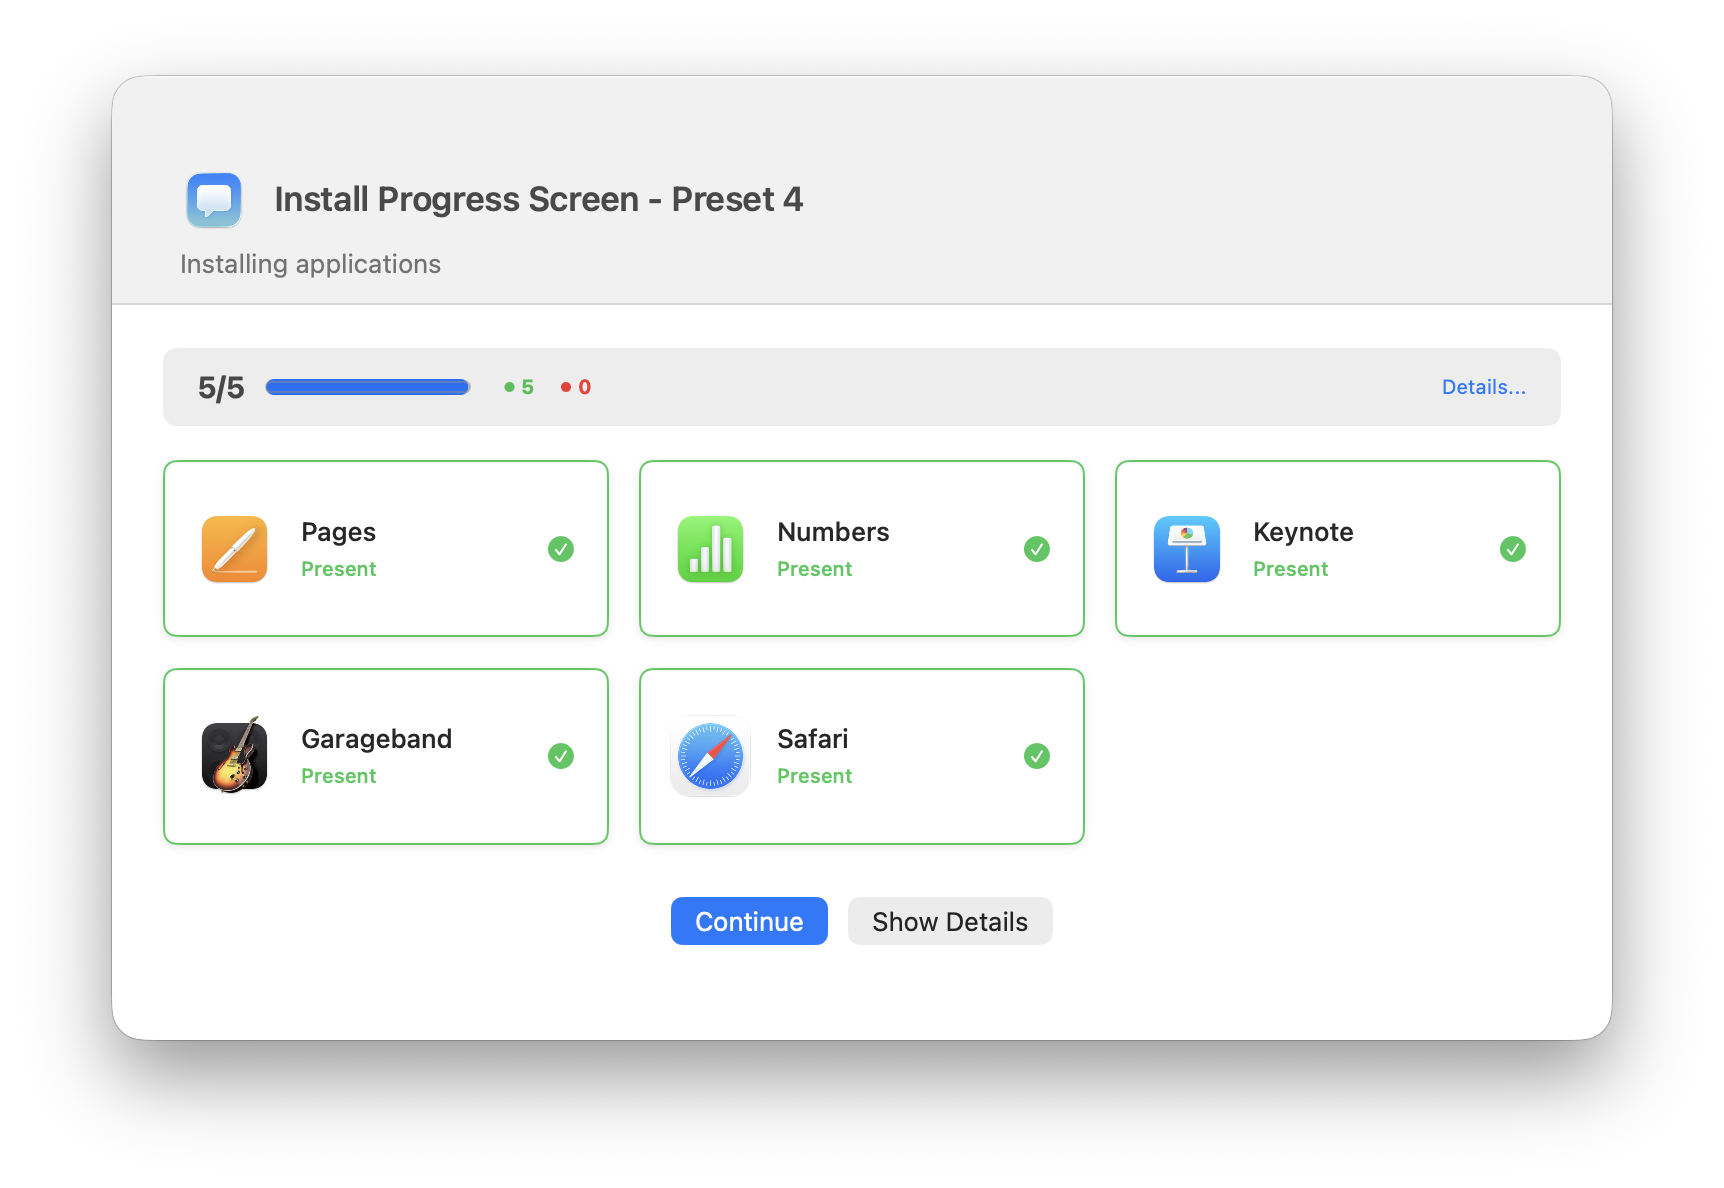 Install Progress Screen - Preset 4
Installing applications
5/5
5
0
Details...
Pages
Present
Numbers
Present
Keynote
Present
Garageband
Present
Safari
Present
Continue
Show Details